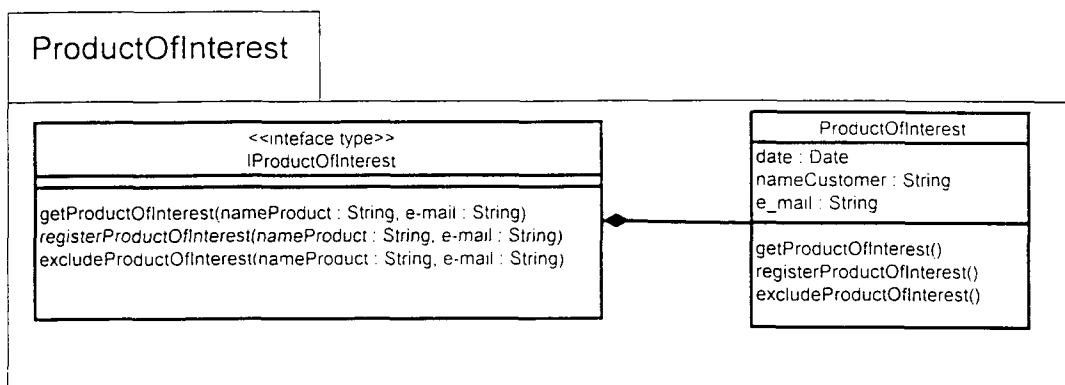 ProductOfInterest
<<inteface type>>
IProductOfInterest
getProductOfInterest(nameProduct : String, e-mail : String)
registerProductOfInterest(nameProduct : String, e-mail : String)
excludeProductOfInterest(nameProduct : String, e-mail : String)
ProductOfInterest
date : Date
nameCustomer : String
e_mail : String
getProductOfInterest()
registerProductOfInterest()
excludeProductOfInterest()